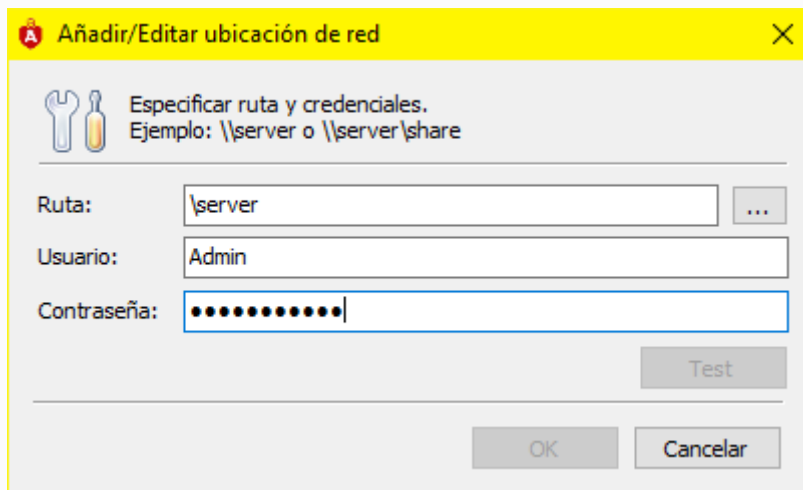 Añadir/Editar ubicación de red
Especificar ruta y credenciales.
Ejemplo: \\server o \\server\share
Ruta: \server ...
Usuario: Admin
Contraseña: ●●●●●●●●●●●
Test
OK Cancelar